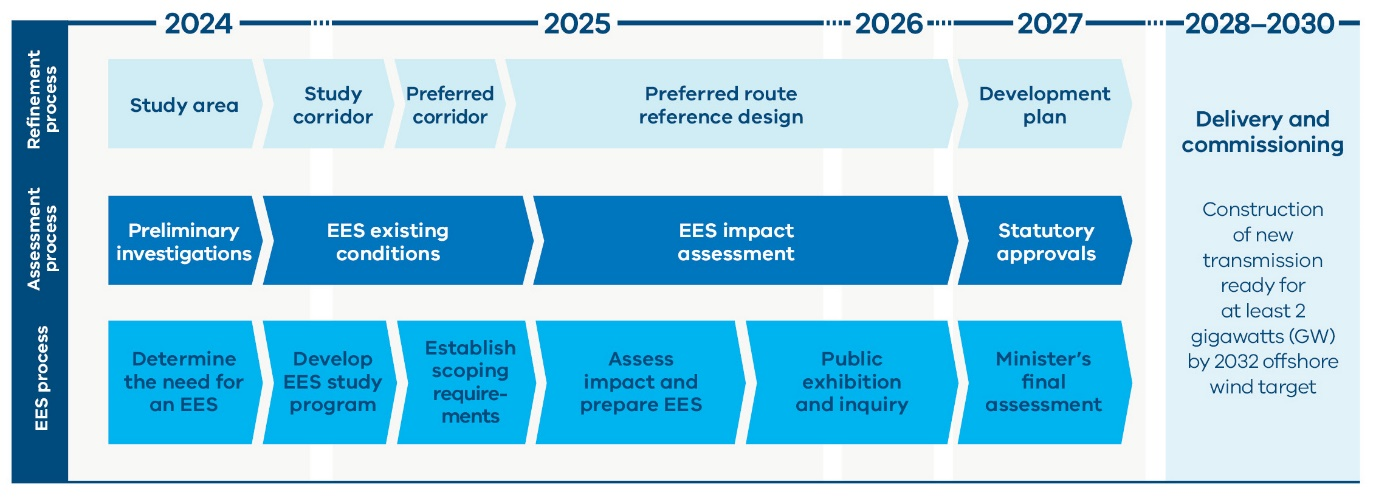 2024
2025
2026
2027
2028–2030
Refinement
process
Study area
Study
corridor
Preferred
corridor
Preferred route
reference design
Development
plan
Assessment
process
Preliminary
investigations
EES existing
conditions
EES impact
assessment
Statutory
approvals
EES process
Determine
the need for
an EES
Develop
EES study
program
Establish
scoping
require-
ments
Assess
impact and
prepare EES
Public
exhibition
and inquiry
Minister’s
final
assessment
Delivery and
commissioning
Construction
of new
transmission
ready for
at least 2
gigawatts (GW)
by 2032 offshore
wind target